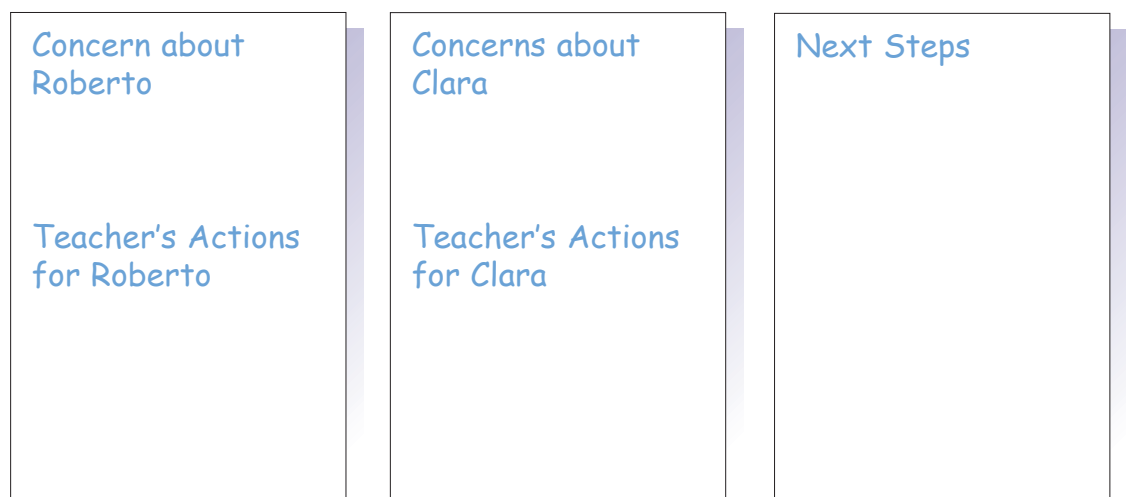 Concern about
Roberto
Teacher's Actions
for Roberto
Concerns about
Clara
Teacher's Actions
for Clara
Next Steps